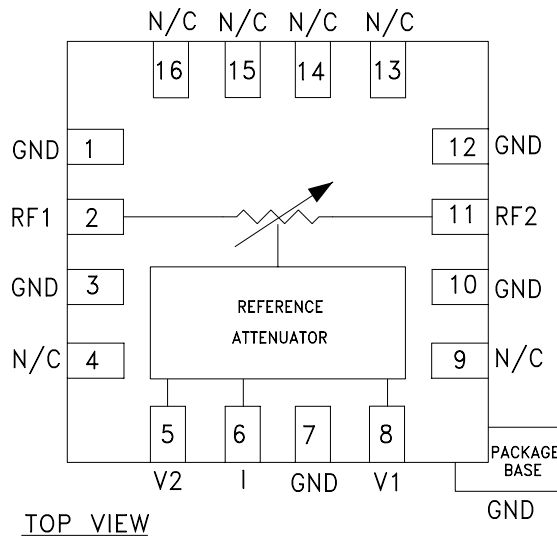 N/C N/C N/C N/C
16 15 14 13
GND 1 12 GND
RF1 2 11 RF2
GND 3 10 GND
REFERENCE
ATTENUATOR
N/C 4 9 N/C
5 6 7 8
V2 I GND V1
PACKAGE
BASE
GND
TOP VIEW